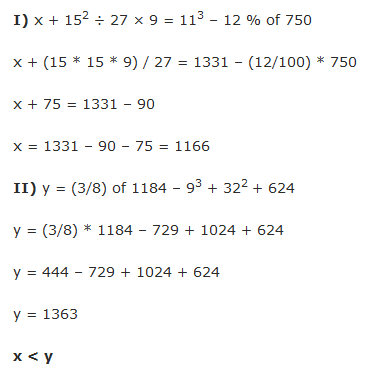 I) x + 15² ÷ 27 × 9 = 11³ – 12 % of 750
x + (15 * 15 * 9) / 27 = 1331 – (12/100) * 750
x + 75 = 1331 – 90
x = 1331 – 90 – 75 = 1166
II) y = (3/8) of 1184 – 9³ + 32² + 624
y = (3/8) * 1184 – 729 + 1024 + 624
y = 444 – 729 + 1024 + 624
y = 1363
x < y